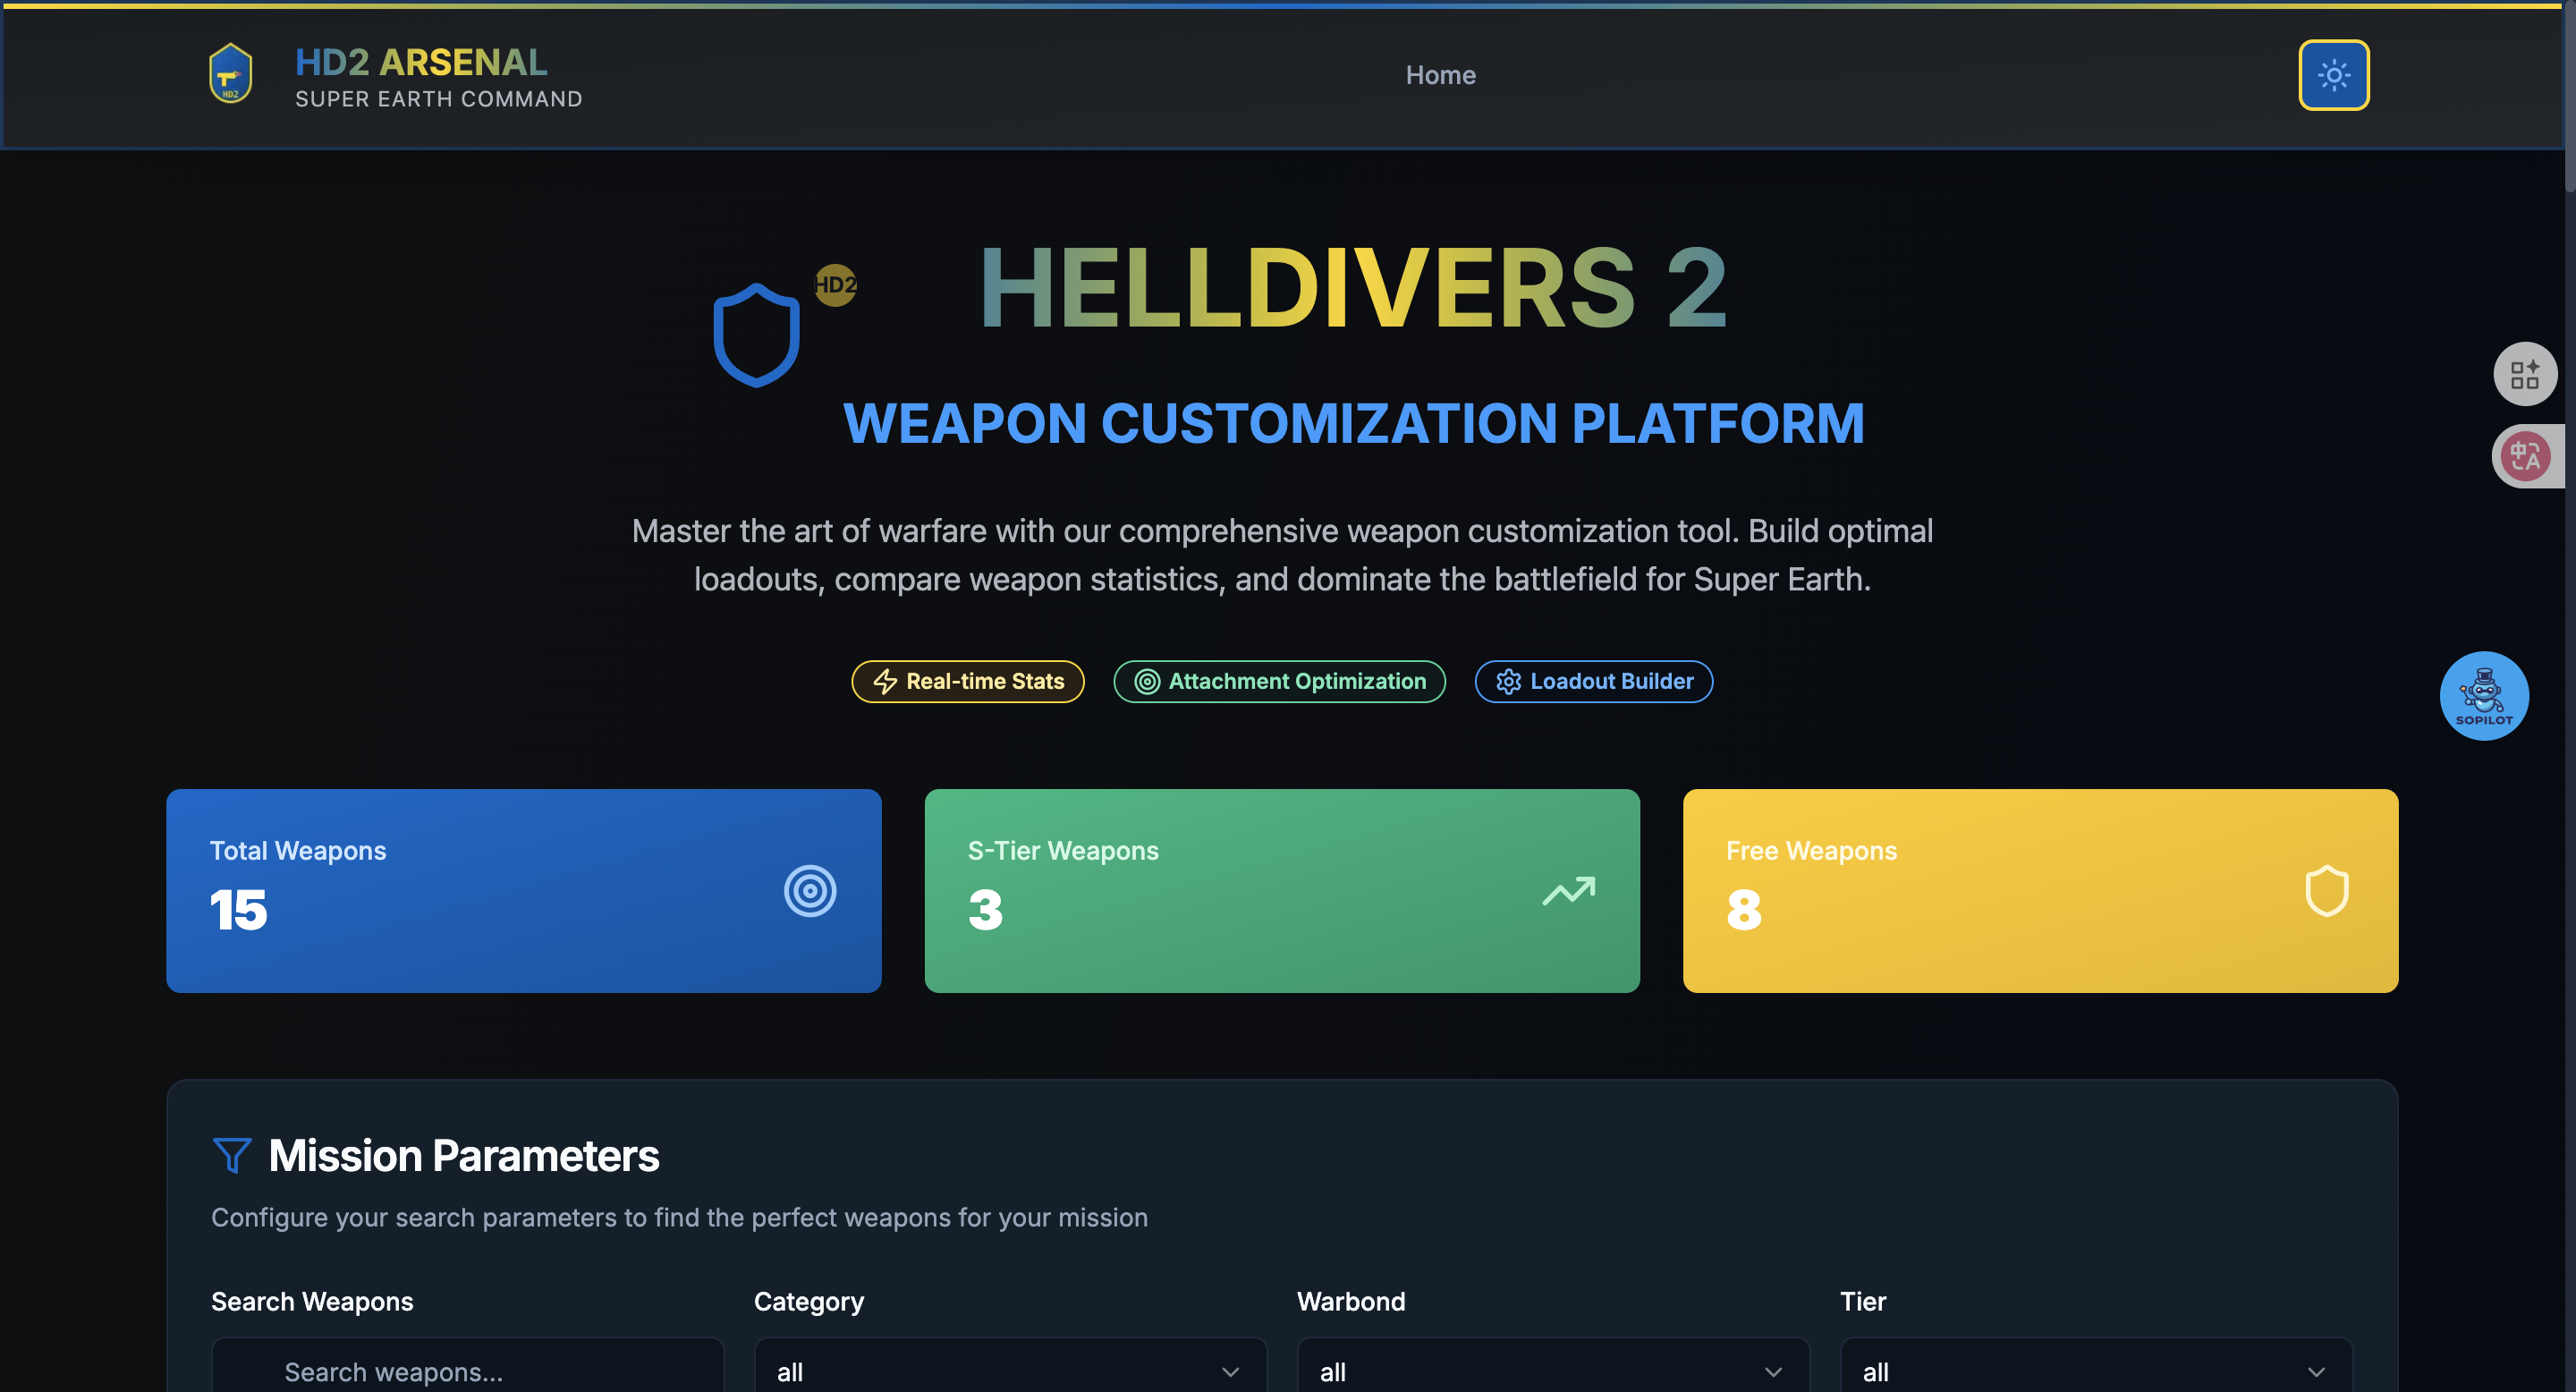 HD2 ARSENAL
SUPER EARTH COMMAND
HD2
Home
HD2
HELLDIVERS 2
WEAPON CUSTOMIZATION PLATFORM
Master the art of warfare with our comprehensive weapon customization tool. Build optimal
loadouts, compare weapon statistics, and dominate the battlefield for Super Earth.
Real-time Stats
Attachment Optimization
Loadout Builder
中A
SOPILOT
Total Weapons
15
S-Tier Weapons
3
Free Weapons
8
Mission Parameters
Configure your search parameters to find the perfect weapons for your mission
Search Weapons
Category
Warbond
Tier
Search weapons...
all
all
all